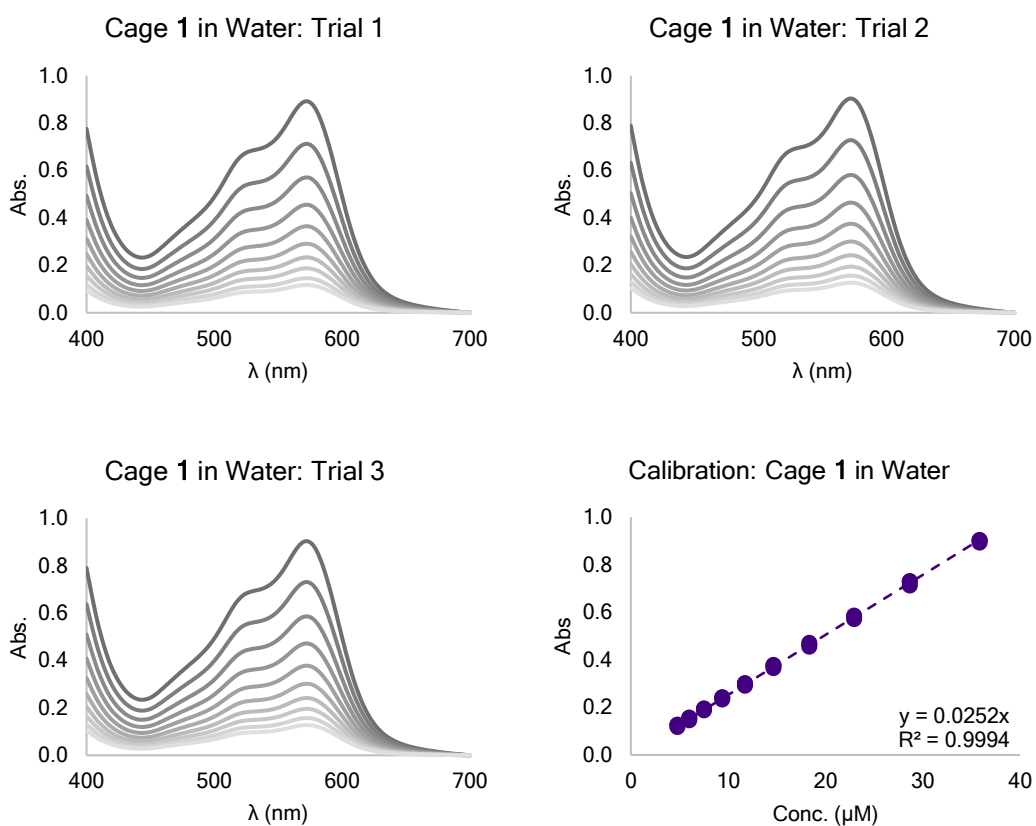 Cage 1 in Water: Trial 1
1.0
0.8
0.6
0.4
0.2
0.0
Abs.
400
500
600
700
λ (nm)
Cage 1 in Water: Trial 2
1.0
0.8
0.6
0.4
0.2
0.0
Abs.
400
500
600
700
λ (nm)
Cage 1 in Water: Trial 3
1.0
0.8
0.6
0.4
0.2
0.0
Abs.
400
500
600
700
λ (nm)
Calibration: Cage 1 in Water
1.0
0.8
0.6
0.4
0.2
0.0
Abs
y = 0.0252x
R² = 0.9994
0
10
20
30
40
Conc. (µM)